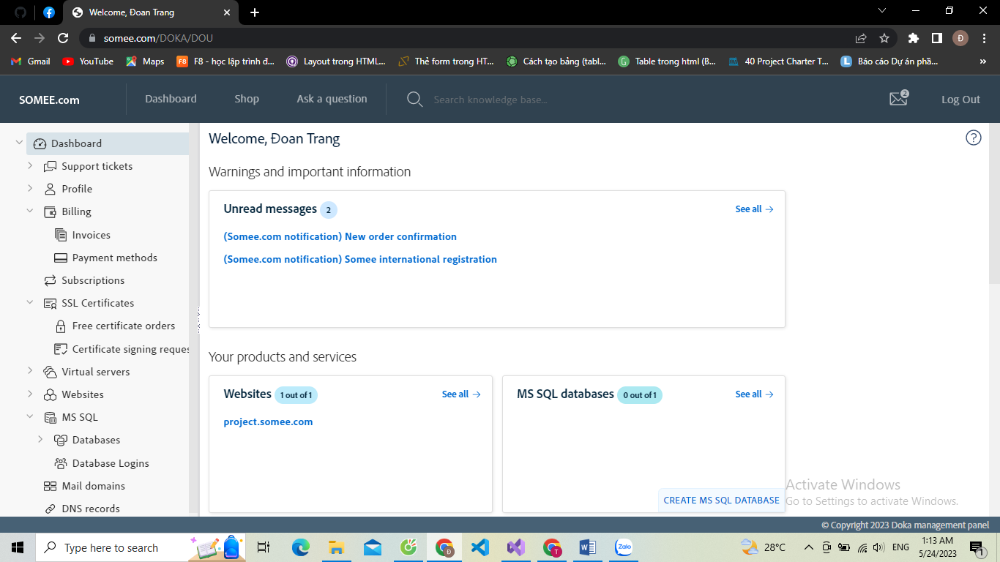 Welcome, Đoan Trang
somee.com/DOKA/DOU
Đ
Gmail
YouTube
Maps
F8
F8 - học lập trình đ...
Layout trong HTML...
Thẻ form trong HT...
Cách tạo bảng (tabl...
G
Table trong html (B...
40 Project Charter T...
L
Báo cáo Dự án phầ...
»
SOMEE.com
Dashboard
Shop
Ask a question
Search knowledge base...
2
Log Out
Dashboard
Support tickets
Profile
Billing
Invoices
Payment methods
Subscriptions
SSL Certificates
Free certificate orders
Certificate signing reques
Virtual servers
Websites
MS SQL
Databases
Database Logins
Mail domains
DNS records
Welcome, Đoan Trang
?
Warnings and important information
Unread messages 2
See all →
(Somee.com notification) New order confirmation
(Somee.com notification) Somee international registration
Your products and services
Websites 1 out of 1
See all →
project.somee.com
MS SQL databases 0 out of 1
See all →
CREATE MS SQL DATABASE
Activate Windows
Go to Settings to activate Windows.
© Copyright 2023 Doka management panel
Type here to search
Đ
T
Zalo
28°C
ENG
1:13 AM
5/24/2023
1